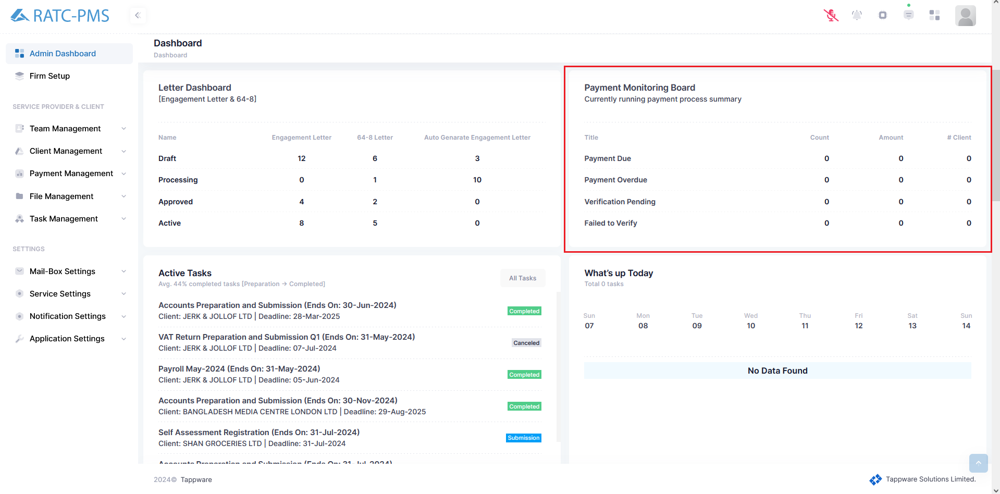 RATC-PMS
Admin Dashboard
Firm Setup
SERVICE PROVIDER & CLIENT
Team Management
Client Management
Payment Management
File Management
Task Management
SETTINGS
Mail-Box Settings
Service Settings
Notification Settings
Application Settings
Dashboard
Dashboard
Letter Dashboard
[Engagement Letter & 64-8]
Name Engagement Letter 64-8 Letter Auto Genarate Engagement Letter
Draft 12 6 3
Processing 0 1 10
Approved 4 2 0
Active 8 5 0
Payment Monitoring Board
Currently running payment process summary
Title Count Amount # Client
Payment Due 0 0 0
Payment Overdue 0 0 0
Verification Pending 0 0 0
Failed to Verify 0 0 0
Active Tasks
Avg. 44% completed tasks [Preparation → Completed]
All Tasks
Accounts Preparation and Submission (Ends On: 30-Jun-2024)
Client: JERK & JOLLOF LTD | Deadline: 28-Mar-2025
Completed
VAT Return Preparation and Submission Q1 (Ends On: 31-May-2024)
Client: JERK & JOLLOF LTD | Deadline: 07-Jul-2024
Canceled
Payroll May-2024 (Ends On: 31-May-2024)
Client: JERK & JOLLOF LTD | Deadline: 05-Jun-2024
Completed
Accounts Preparation and Submission (Ends On: 30-Nov-2024)
Client: BANGLADESH MEDIA CENTRE LONDON LTD | Deadline: 29-Aug-2025
Completed
Self Assessment Registration (Ends On: 31-Jul-2024)
Client: SHAN GROCERIES LTD | Deadline: 31-Jul-2024
Submission
Accounts Preparation and Submission (Ends On: 31-Jul-2024)
What's up Today
Total 0 tasks
Sun Mon Tue Wed Thu Fri Sat Sun
07 08 09 10 11 12 13 14
No Data Found
2024© Tappware
Tappware Solutions Limited.